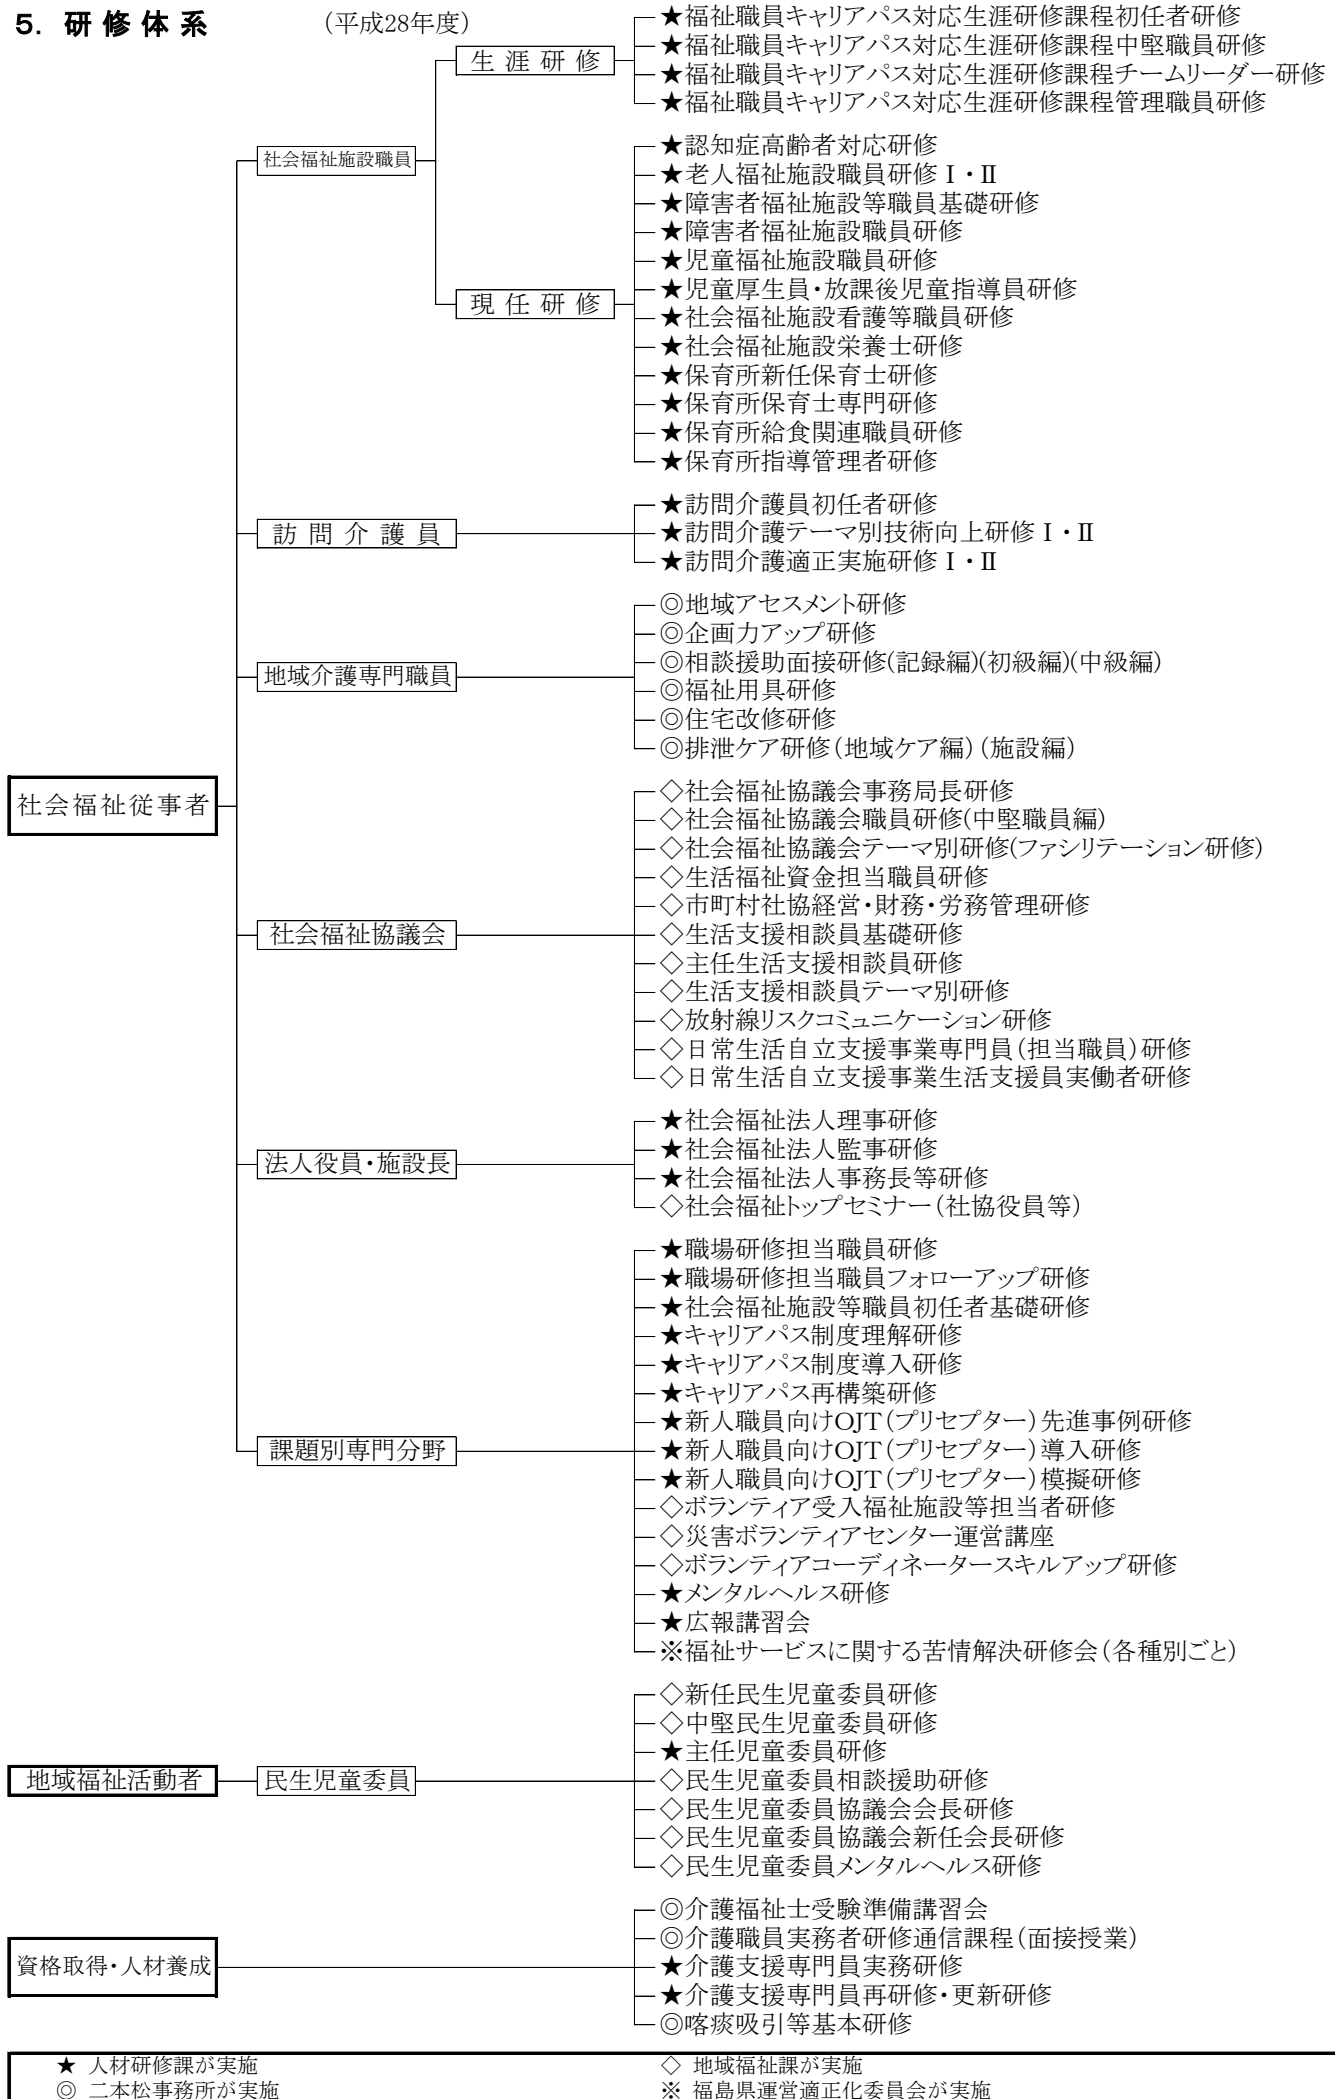 5. 研修体系 (平成28年度)
社会福祉従事者
社会福祉施設職員
生涯研修
★福祉職員キャリアパス対応生涯研修課程初任者研修
★福祉職員キャリアパス対応生涯研修課程中堅職員研修
★福祉職員キャリアパス対応生涯研修課程チームリーダー研修
★福祉職員キャリアパス対応生涯研修課程管理職員研修
現任研修
★認知症高齢者対応研修
★老人福祉施設職員研修Ⅰ・Ⅱ
★障害者福祉施設等職員基礎研修
★障害者福祉施設職員研修
★児童福祉施設職員研修
★児童厚生員・放課後児童指導員研修
★社会福祉施設看護等職員研修
★社会福祉施設栄養士研修
★保育所新任保育士研修
★保育所保育士専門研修
★保育所給食関連職員研修
★保育所指導管理者研修
訪問介護員
★訪問介護員初任者研修
★訪問介護テーマ別技術向上研修Ⅰ・Ⅱ
★訪問介護適正実施研修Ⅰ・Ⅱ
地域介護専門職員
◎地域アセスメント研修
◎企画力アップ研修
◎相談援助面接研修(記録編)(初級編)(中級編)
◎福祉用具研修
◎住宅改修研修
◎排泄ケア研修(地域ケア編)(施設編)
社会福祉協議会
◇社会福祉協議会事務局長研修
◇社会福祉協議会職員研修(中堅職員編)
◇社会福祉協議会テーマ別研修(ファシリテーション研修)
◇生活福祉資金担当職員研修
◇市町村社協経営・財務・労務管理研修
◇生活支援相談員基礎研修
◇主任生活支援相談員研修
◇生活支援相談員テーマ別研修
◇放射線リスクコミュニケーション研修
◇日常生活自立支援事業専門員(担当職員)研修
◇日常生活自立支援事業生活支援員実働者研修
法人役員・施設長
★社会福祉法人理事研修
★社会福祉法人監事研修
★社会福祉法人事務長等研修
◇社会福祉トップセミナー(社協役員等)
課題別専門分野
★職場研修担当職員研修
★職場研修担当職員フォローアップ研修
★社会福祉施設等職員初任者基礎研修
★キャリアパス制度理解研修
★キャリアパス制度導入研修
★キャリアパス再構築研修
★新人職員向けOJT(プリセプター)先進事例研修
★新人職員向けOJT(プリセプター)導入研修
★新人職員向けOJT(プリセプター)模擬研修
◇ボランティア受入福祉施設等担当者研修
◇災害ボランティアセンター運営講座
◇ボランティアコーディネータースキルアップ研修
★メンタルヘルス研修
★広報講習会
※福祉サービスに関する苦情解決研修会(各種別ごと)
地域福祉活動者
民生児童委員
◇新任民生児童委員研修
◇中堅民生児童委員研修
★主任児童委員研修
◇民生児童委員相談援助研修
◇民生児童委員協議会会長研修
◇民生児童委員協議会新任会長研修
◇民生児童委員メンタルヘルス研修
資格取得・人材養成
◎介護福祉士受験準備講習会
◎介護職員実務者研修通信課程(面接授業)
★介護支援専門員実務研修
★介護支援専門員再研修・更新研修
◎喀痰吸引等基本研修
★ 人材研修課が実施 ◇ 地域福祉課が実施
◎ 二本松事務所が実施 ※ 福島県運営適正化委員会が実施